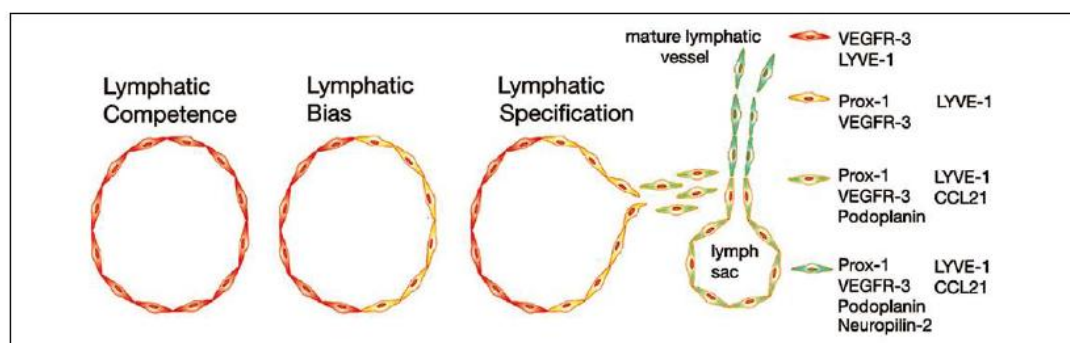 Lymphatic
Competence
Lymphatic
Bias
Lymphatic
Specification
mature lymphatic
vessel
lymph
sac
VEGFR-3
LYVE-1
Prox-1 LYVE-1
VEGFR-3
Prox-1 LYVE-1
VEGFR-3 CCL21
Podoplanin
Prox-1 LYVE-1
VEGFR-3 CCL21
Podoplanin
Neuropilin-2